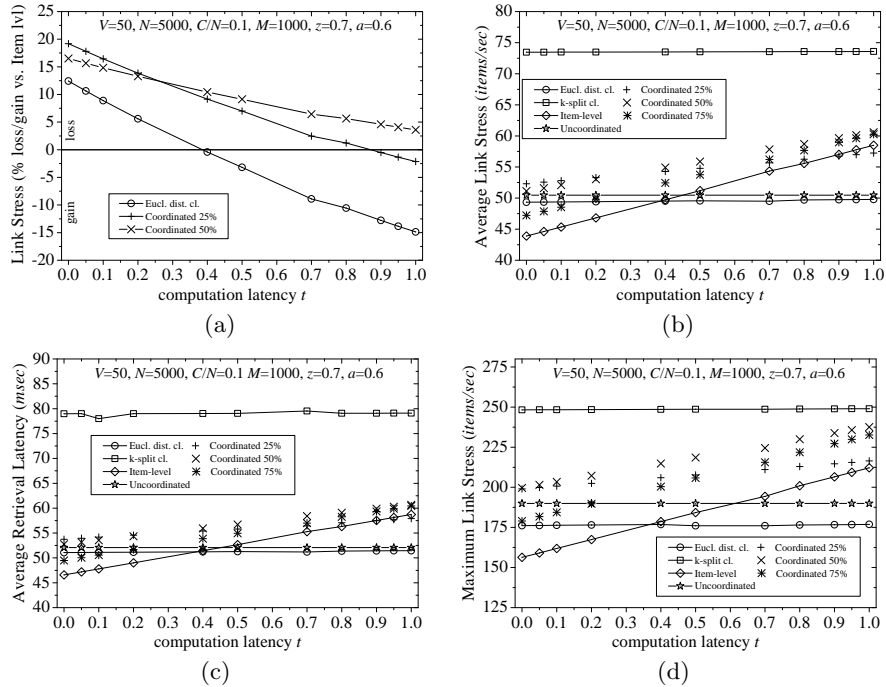 V=50, N=5000, C/N=0.1, M=1000, z=0.7, a=0.6
Link Stress (% loss/gain vs. Item lvl)
loss
gain
25
20
15
10
5
0
-5
-10
-15
-20
-25
Eucl. dist. cl.
Coordinated 25%
Coordinated 50%
0.0 0.1 0.2 0.3 0.4 0.5 0.6 0.7 0.8 0.9 1.0
computation latency t
(a)
V=50, N=5000, C/N=0.1, M=1000, z=0.7, a=0.6
Average Link Stress (items/sec)
85
80
75
70
65
60
55
50
45
40
Eucl. dist. cl. Coordinated 25%
k-split cl. Coordinated 50%
Item-level Coordinated 75%
Uncoordinated
0.0 0.1 0.2 0.3 0.4 0.5 0.6 0.7 0.8 0.9 1.0
computation latency t
(b)
V=50, N=5000, C/N=0.1 M=1000, z=0.7, a=0.6
Average Retrieval Latency (msec)
90
85
80
75
70
65
60
55
50
45
40
Eucl. dist. cl. Coordinated 25%
k-split cl. Coordinated 50%
Item-level Coordinated 75%
Uncoordinated
0.0 0.1 0.2 0.3 0.4 0.5 0.6 0.7 0.8 0.9 1.0
computation latency t
(c)
V=50, N=5000, C/N=0.1 M=1000, z=0.7, a=0.6
Maximum Link Stress (items/sec)
275
250
225
200
175
150
125
Eucl. dist. cl. Coordinated 25%
k-split cl. Coordinated 50%
Item-level Coordinated 75%
Uncoordinated
0.0 0.1 0.2 0.3 0.4 0.5 0.6 0.7 0.8 0.9 1.0
computation latency t
(d)